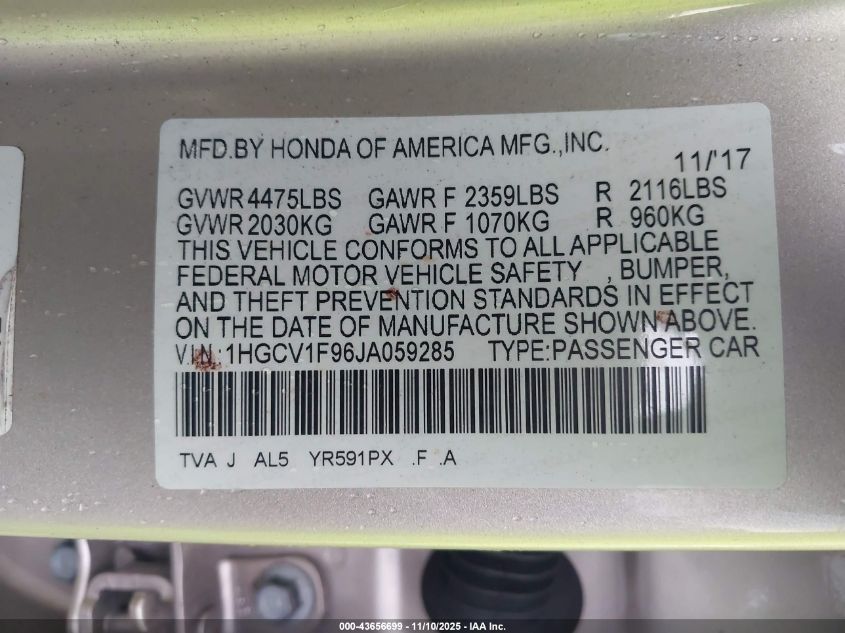 MFD.BY HONDA OF AMERICA MFG.,INC.
11/'17
GVWR 4475LBS GAWR F 2359LBS R 2116LBS
GVWR 2030KG GAWR F 1070KG R 960KG
THIS VEHICLE CONFORMS TO ALL APPLICABLE
FEDERAL MOTOR VEHICLE SAFETY , BUMPER,
AND THEFT PREVENTION STANDARDS IN EFFECT
ON THE DATE OF MANUFACTURE SHOWN ABOVE.
VIN :1HGCV1F96JA059285 TYPE:PASSENGER CAR
TVA J AL5 YR591PX .F .A
000-43656699 - 11/10/2025 - IAA Inc.